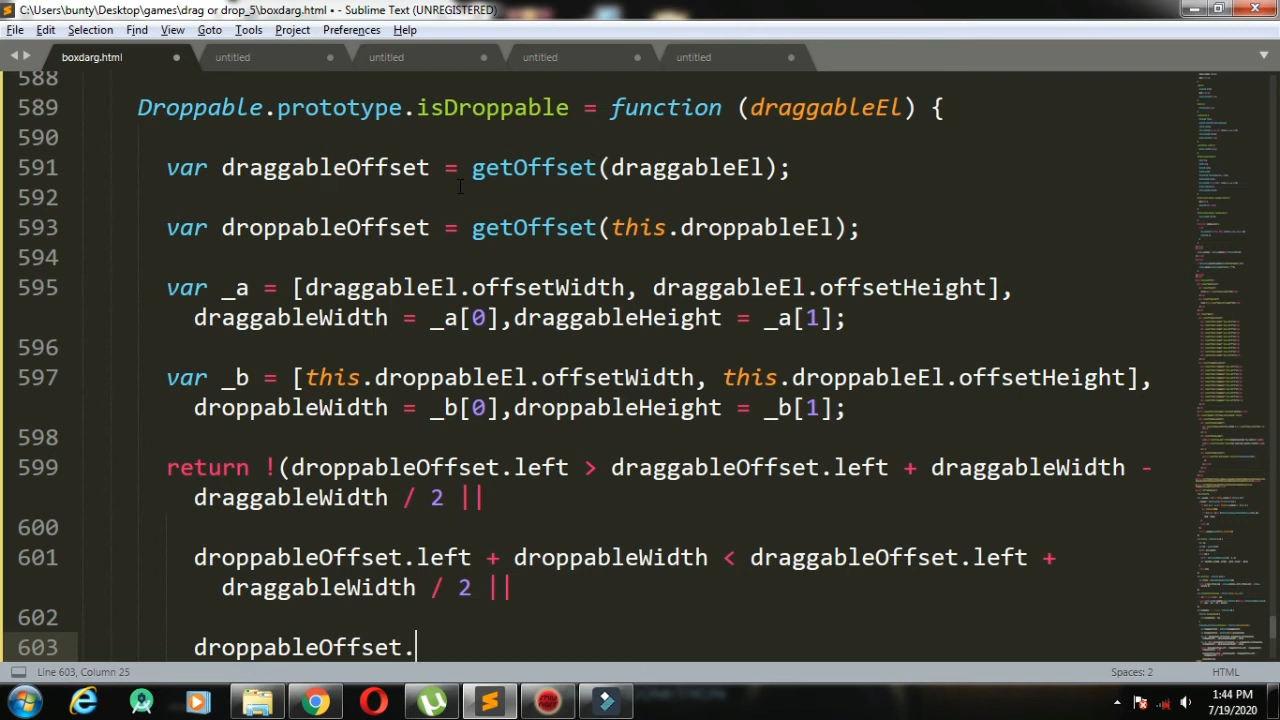 C:\Users\bunty\Desktop\games\drag or drop_5\boxdarg.html • - Sublime Text (UNREGISTERED)
File Edit Selection Find View Goto Tools Project Preferences Help
boxdarg.html untitled untitled untitled untitled
588
589 Droppable.prototype.isDroppable = function (draggableEl) {
590
591 var draggableOffset = getOffset(draggableEl);
592
593 var droppableOffset = getOffset(this.droppableEl);
594
595 var _a = [draggableEl.offsetWidth, draggableEl.offsetHeight],
draggableWidth = _a[0],draggableHeight = _a[1];
596
597 var _b = [this.droppableEl.offsetWidth, this.droppableEl.offsetHeight],
droppableWidth = _b[0],droppableHeight = _b[1];
598
599 return !(droppableOffset.left > draggableOffset.left + draggableWidth -
draggableWidth / 2 ||
600
601 droppableOffset.left + droppableWidth < draggableOffset.left +
draggableWidth / 2 ||
602
603 droppableOffset.
Line 603, Column 25 Spaces: 2 HTML
1:44 PM
7/19/2020